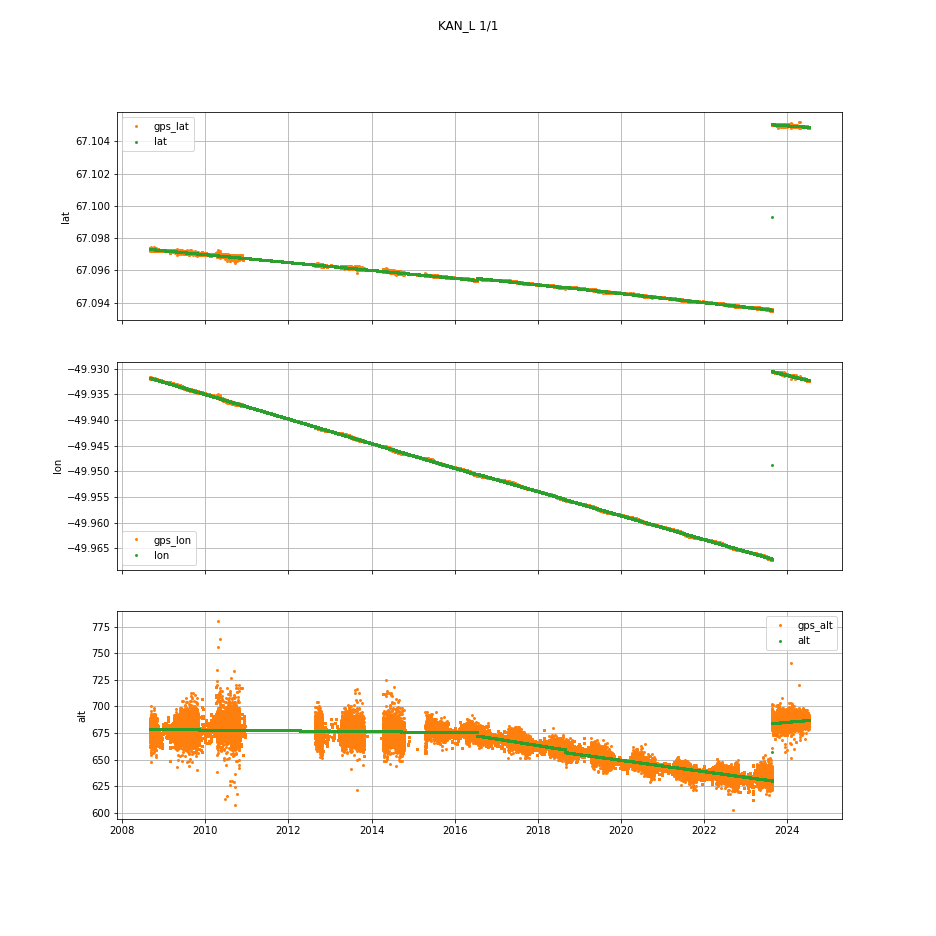 KAN_L 1/1
gps_lat
lat
67.104
67.102
67.100
67.098
67.096
67.094
lat
−49.930
−49.935
−49.940
−49.945
−49.950
−49.955
−49.960
−49.965
lon
gps_lon
lon
775
750
725
700
675
650
625
600
alt
gps_alt
alt
2008 2010 2012 2014 2016 2018 2020 2022 2024